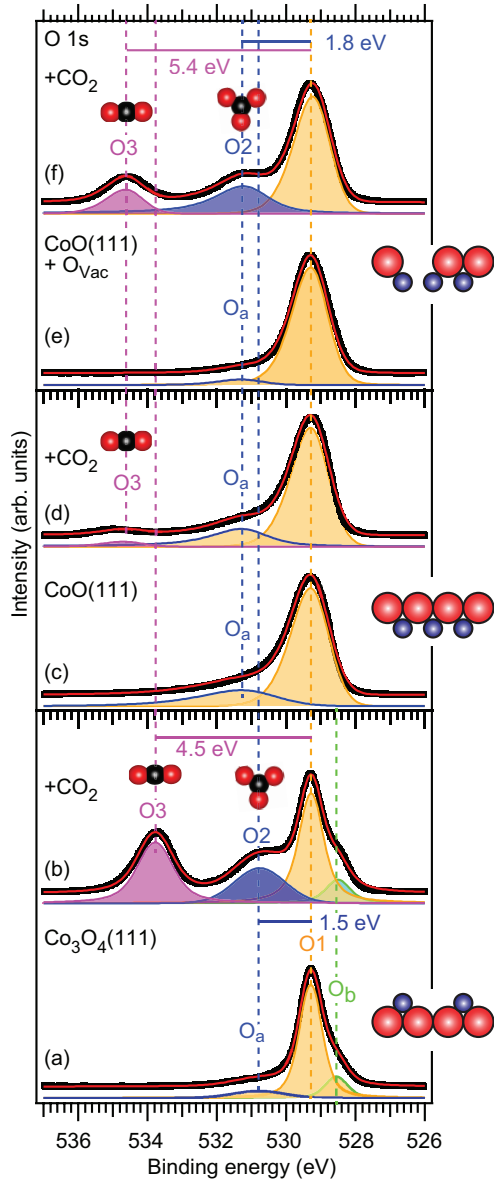 O 1s
1.8 eV
5.4 eV
+CO₂
O3
O2
(f)
CoO(111)
+ O_Vac
Oₐ
(e)
+CO₂
O3
Oₐ
(d)
CoO(111)
Oₐ
(c)
4.5 eV
+CO₂
O3
O2
(b)
1.5 eV
Co₃O₄(111)
O1
O_b
Oₐ
(a)
536
534
532
530
528
526
Binding energy (eV)
Intensity (arb. units)